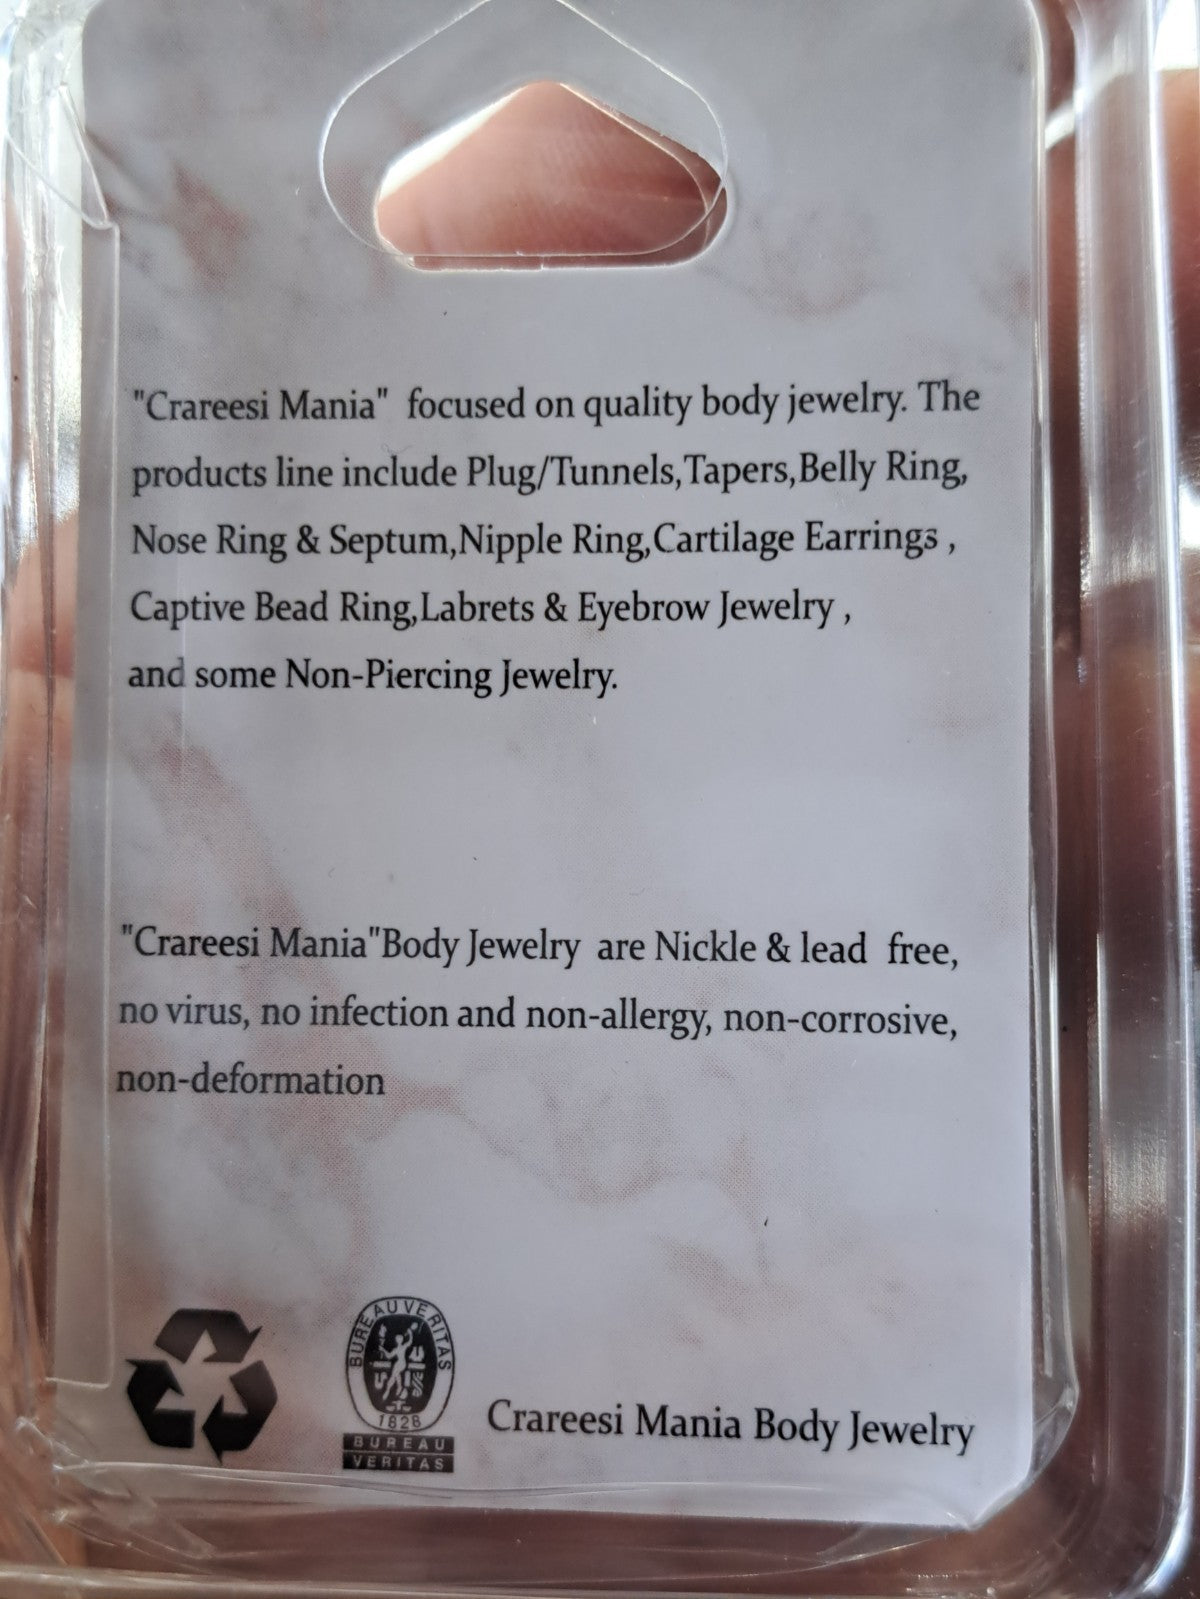 "Crareesi Mania" focused on quality body jewelry. The
products line include Plug/Tunnels,Tapers,Belly Ring,
Nose Ring & Septum,Nipple Ring,Cartilage Earrings ,
Captive Bead Ring,Labrets & Eyebrow Jewelry ,
and some Non-Piercing Jewelry.
"Crareesi Mania"Body Jewelry are Nickle & lead free,
no virus, no infection and non-allergy, non-corrosive,
non-deformation
BUREAU VERITAS
1828
BUREAU
VERITAS
Crareesi Mania Body Jewelry